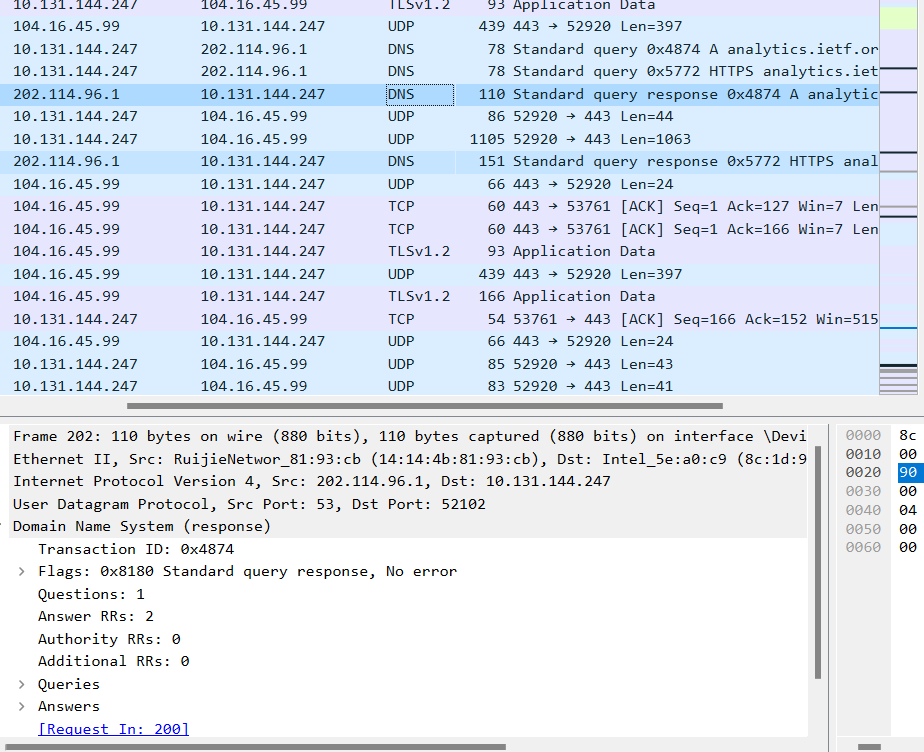 10.131.144.247 104.16.45.99 TLSv1.2 93 Application Data
104.16.45.99 10.131.144.247 UDP 439 443 → 52920 Len=397
10.131.144.247 202.114.96.1 DNS 78 Standard query 0x4874 A analytics.ietf.or
10.131.144.247 202.114.96.1 DNS 78 Standard query 0x5772 HTTPS analytics.iet
202.114.96.1 10.131.144.247 DNS 110 Standard query response 0x4874 A analytic
10.131.144.247 104.16.45.99 UDP 86 52920 → 443 Len=44
10.131.144.247 104.16.45.99 UDP 1105 52920 → 443 Len=1063
202.114.96.1 10.131.144.247 DNS 151 Standard query response 0x5772 HTTPS anal
104.16.45.99 10.131.144.247 UDP 66 443 → 52920 Len=24
104.16.45.99 10.131.144.247 TCP 60 443 → 53761 [ACK] Seq=1 Ack=127 Win=7 Len
104.16.45.99 10.131.144.247 TCP 60 443 → 53761 [ACK] Seq=1 Ack=166 Win=7 Len
104.16.45.99 10.131.144.247 TLSv1.2 93 Application Data
104.16.45.99 10.131.144.247 UDP 439 443 → 52920 Len=397
104.16.45.99 10.131.144.247 TLSv1.2 166 Application Data
10.131.144.247 104.16.45.99 TCP 54 53761 → 443 [ACK] Seq=166 Ack=152 Win=515
104.16.45.99 10.131.144.247 UDP 66 443 → 52920 Len=24
10.131.144.247 104.16.45.99 UDP 85 52920 → 443 Len=43
10.131.144.247 104.16.45.99 UDP 83 52920 → 443 Len=41
Frame 202: 110 bytes on wire (880 bits), 110 bytes captured (880 bits) on interface \Devi
Ethernet II, Src: RuijieNetwor_81:93:cb (14:14:4b:81:93:cb), Dst: Intel_5e:a0:c9 (8c:1d:9
Internet Protocol Version 4, Src: 202.114.96.1, Dst: 10.131.144.247
User Datagram Protocol, Src Port: 53, Dst Port: 52102
Domain Name System (response)
Transaction ID: 0x4874
Flags: 0x8180 Standard query response, No error
Questions: 1
Answer RRs: 2
Authority RRs: 0
Additional RRs: 0
Queries
Answers
[Request In: 200]
0000 8c
0010 00
0020 90
0030 00
0040 04
0050 00
0060 00